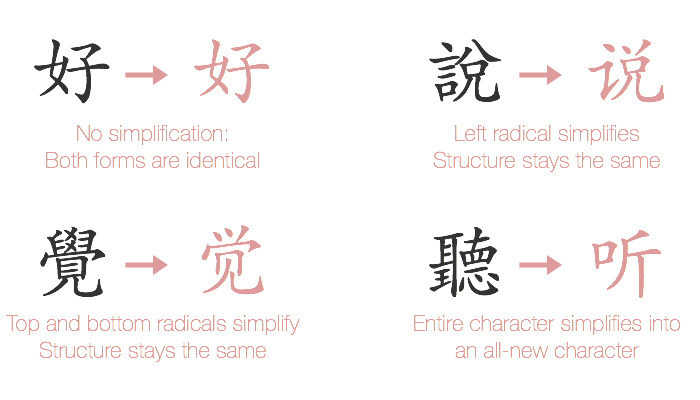 好 → 好
No simplification:
Both forms are identical
說 → 说
Left radical simplifies
Structure stays the same
覺 → 觉
Top and bottom radicals simplify
Structure stays the same
聽 → 听
Entire character simplifies into
an all-new character